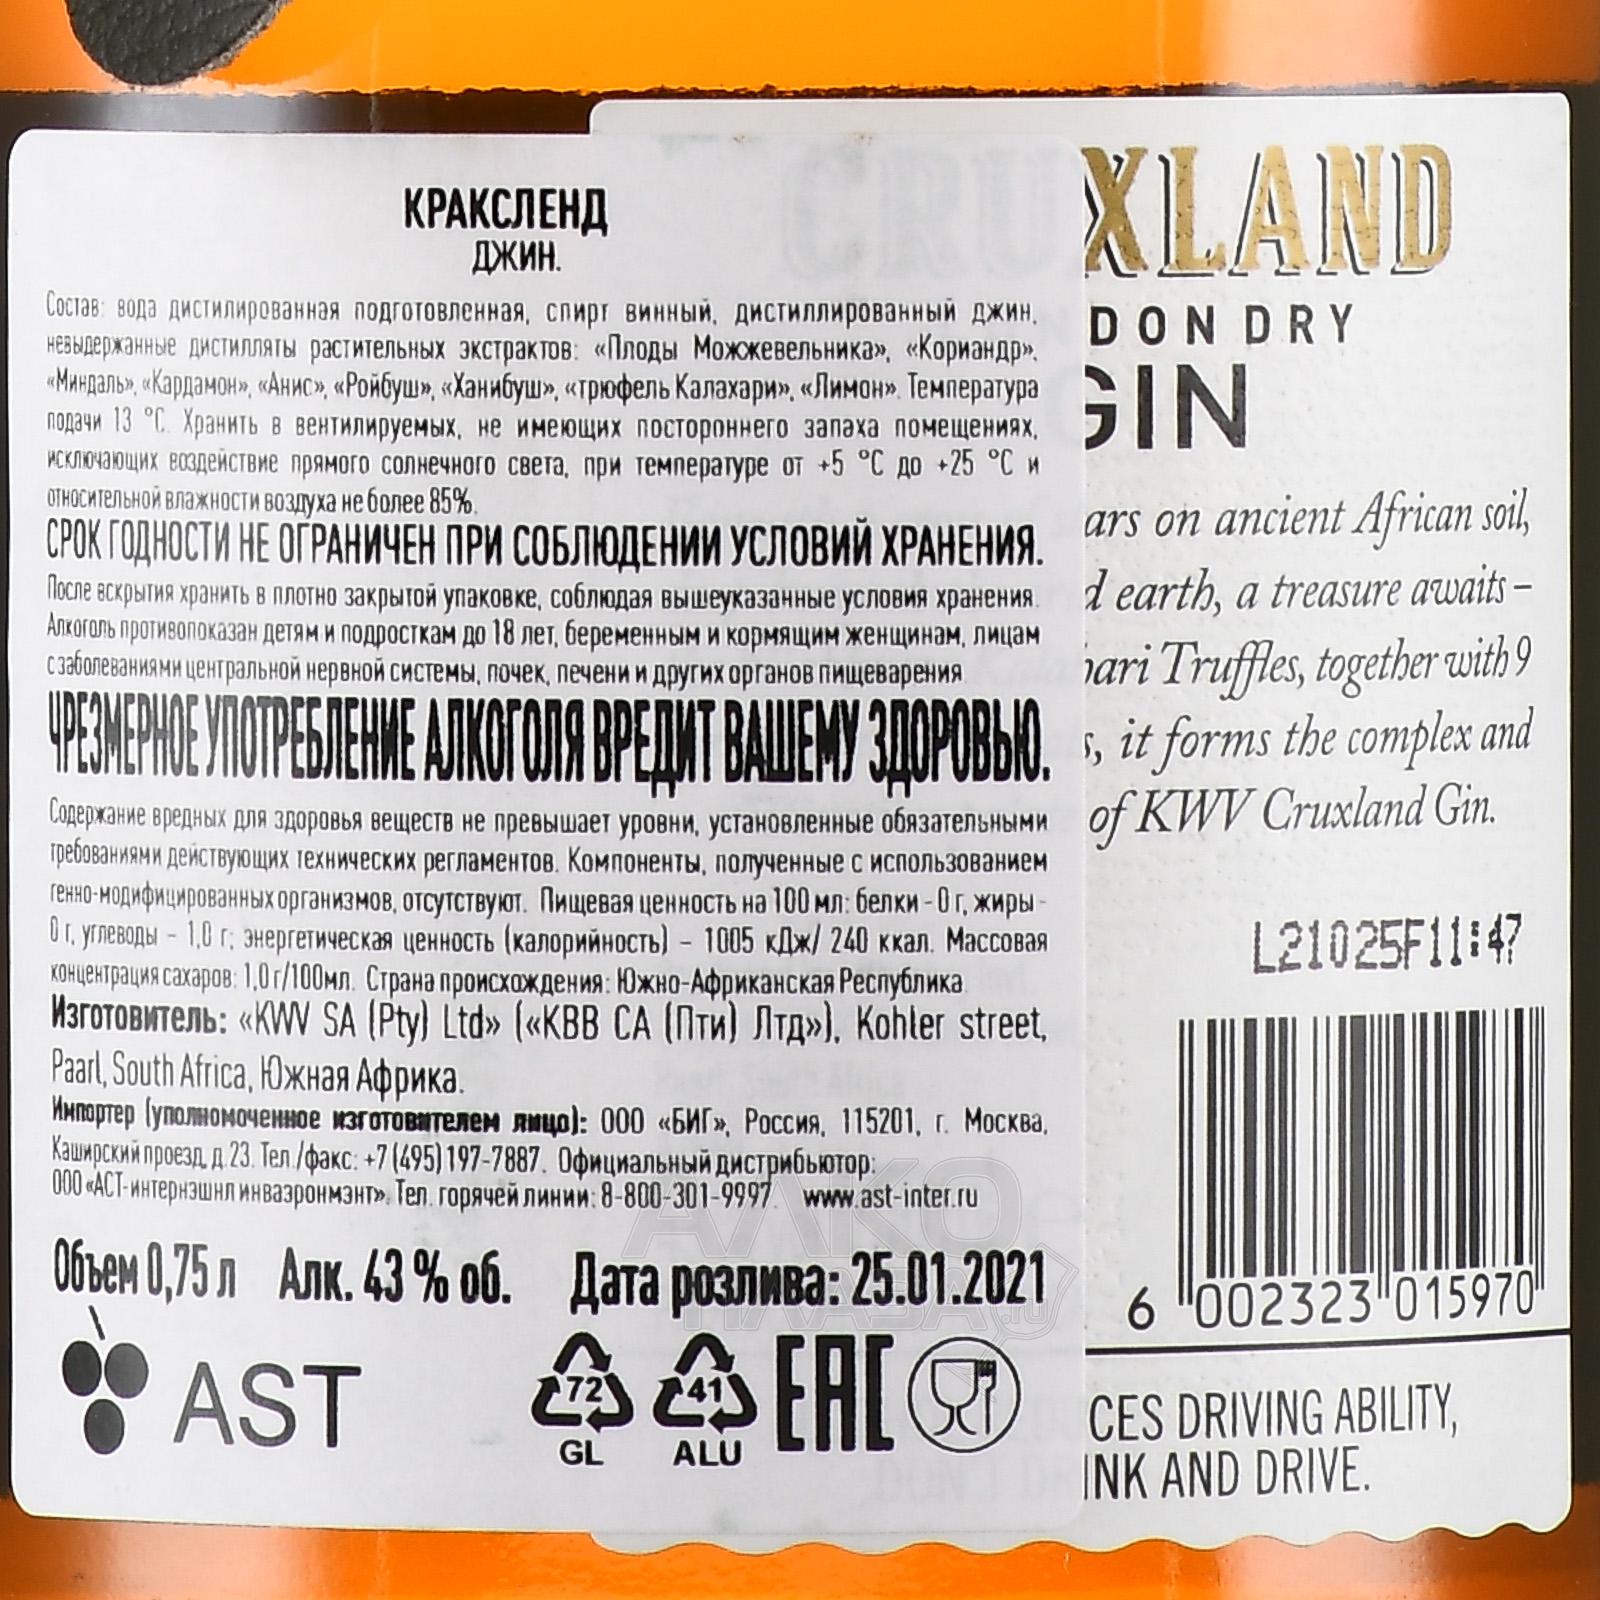 КРАКСЛЕНД
ДЖИН.
Состав: вода дистилированная подготовленная, спирт винный, дистиллированный джин,
невыдержанные дистилляты растительных экстрактов: «Плоды Можжевельника», «Кориандр»,
«Миндаль», «Кардамон», «Анис», «Ройбуш», «Ханибуш», «трюфель Калахари», «Лимон». Температура
подачи 13 °С. Хранить в вентилируемых, не имеющих постороннего запаха помещениях,
исключающих воздействие прямого солнечного света, при температуре от +5 °С до +25 °С и
относительной влажности воздуха не более 85%.
СРОК ГОДНОСТИ НЕ ОГРАНИЧЕН ПРИ СОБЛЮДЕНИИ УСЛОВИЙ ХРАНЕНИЯ.
После вскрытия хранить в плотно закрытой упаковке, соблюдая вышеуказанные условия хранения.
Алкоголь противопоказан детям и подросткам до 18 лет, беременным и кормящим женщинам, лицам
с заболеваниями центральной нервной системы, почек, печени и других органов пищеварения.
ЧРЕЗМЕРНОЕ УПОТРЕБЛЕНИЕ АЛКОГОЛЯ ВРЕДИТ ВАШЕМУ ЗДОРОВЬЮ.
Содержание вредных для здоровья веществ не превышает уровни, установленные обязательными
требованиями действующих технических регламентов. Компоненты, полученные с использованием
генно-модифицированных организмов, отсутствуют. Пищевая ценность на 100 мл: белки - 0 г, жиры -
0 г, углеводы – 1,0 г; энергетическая ценность (калорийность) – 1005 кДж/ 240 ккал. Массовая
концентрация сахаров: 1,0 г/100мл. Страна происхождения: Южно-Африканская Республика
Изготовитель: «KWV SA (Pty) Ltd» («КВВ СА (Пти) Лтд»), Kohler street,
Paarl, South Africa, Южная Африка.
Импортер (уполномоченное изготовителем лицо): ООО «БИГ», Россия, 115201, г. Москва,
Каширский проезд, д.23. Тел./факс: +7 (495) 197-7887. Официальный дистрибьютор:
ООО «АСТ-интернэшнл инваэронмэнт». Тел. горячей линии: 8-800-301-9997. www.ast-inter.ru
Объем 0,75 л Алк. 43 % об. Дата розлива: 25.01.2021
AST
72
GL
41
ALU
EAC
CRUXLAND
DON DRY
GIN
ars on ancient African soil,
d earth, a treasure awaits –
hari Truffles, together with 9
s, it forms the complex and
of KWV Cruxland Gin.
L21025F11:47
6 002323 015970
CES DRIVING ABILITY,
INK AND DRIVE.
АЛКО
ПЛАЗА.ru